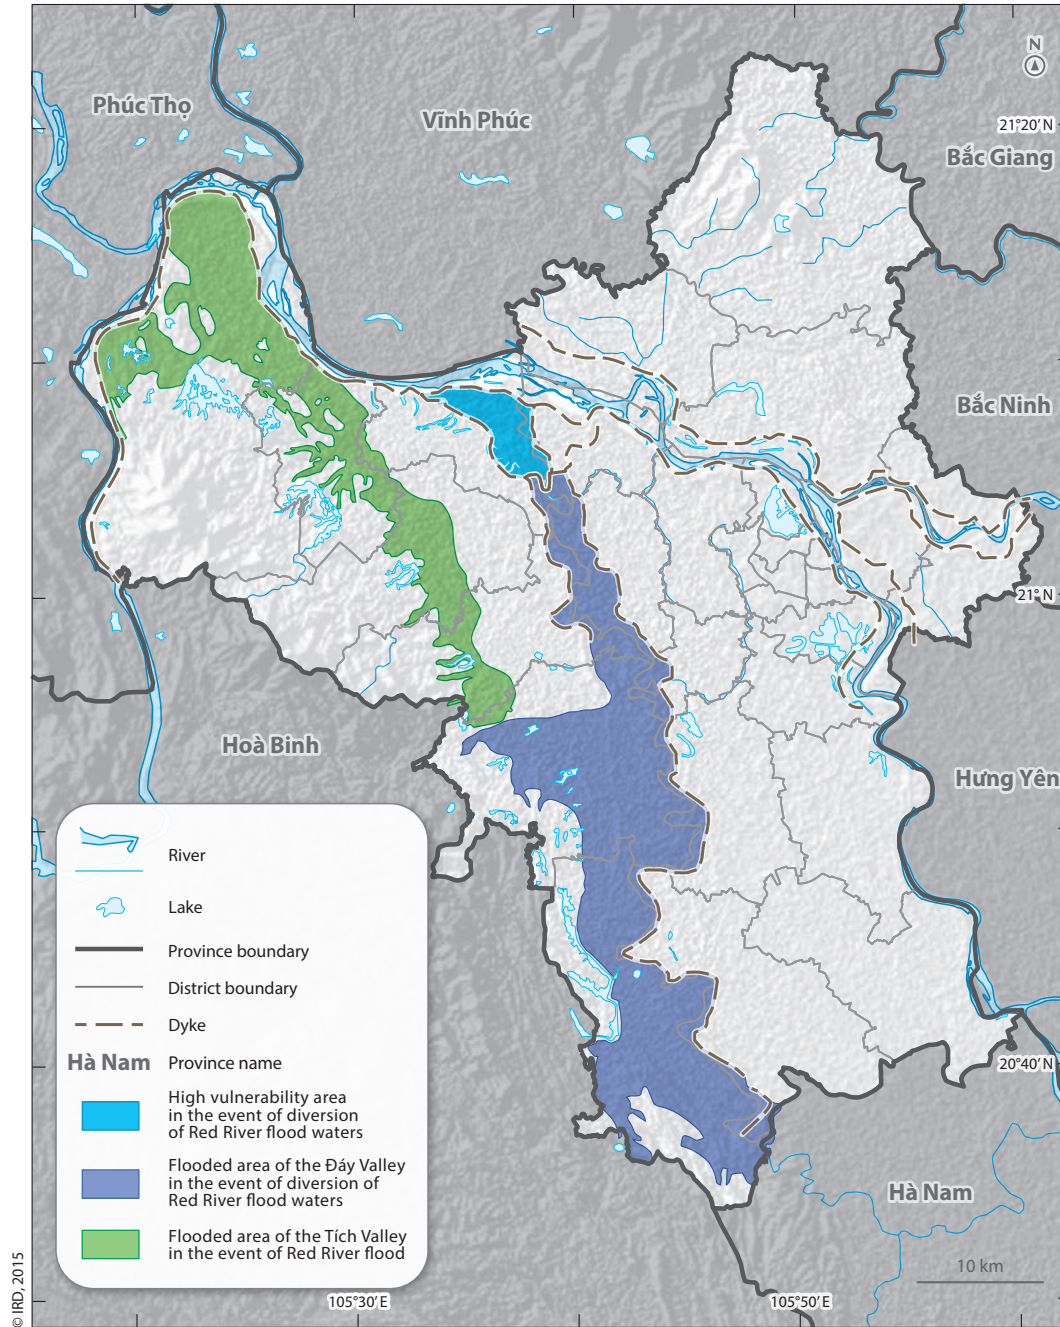 N
Phúc Thọ
Vĩnh Phúc
21°20' N
Bắc Giang
Bắc Ninh
21° N
Hoà Binh
Hưng Yên
River
Lake
Province boundary
District boundary
Dyke
Hà Nam Province name
High vulnerability area
in the event of diversion
of Red River flood waters
Flooded area of the Đáy Valley
in the event of diversion of
Red River flood waters
Flooded area of the Tích Valley
in the event of Red River flood
20°40' N
Hà Nam
10 km
105°30' E
105°50' E
© IRD, 2015